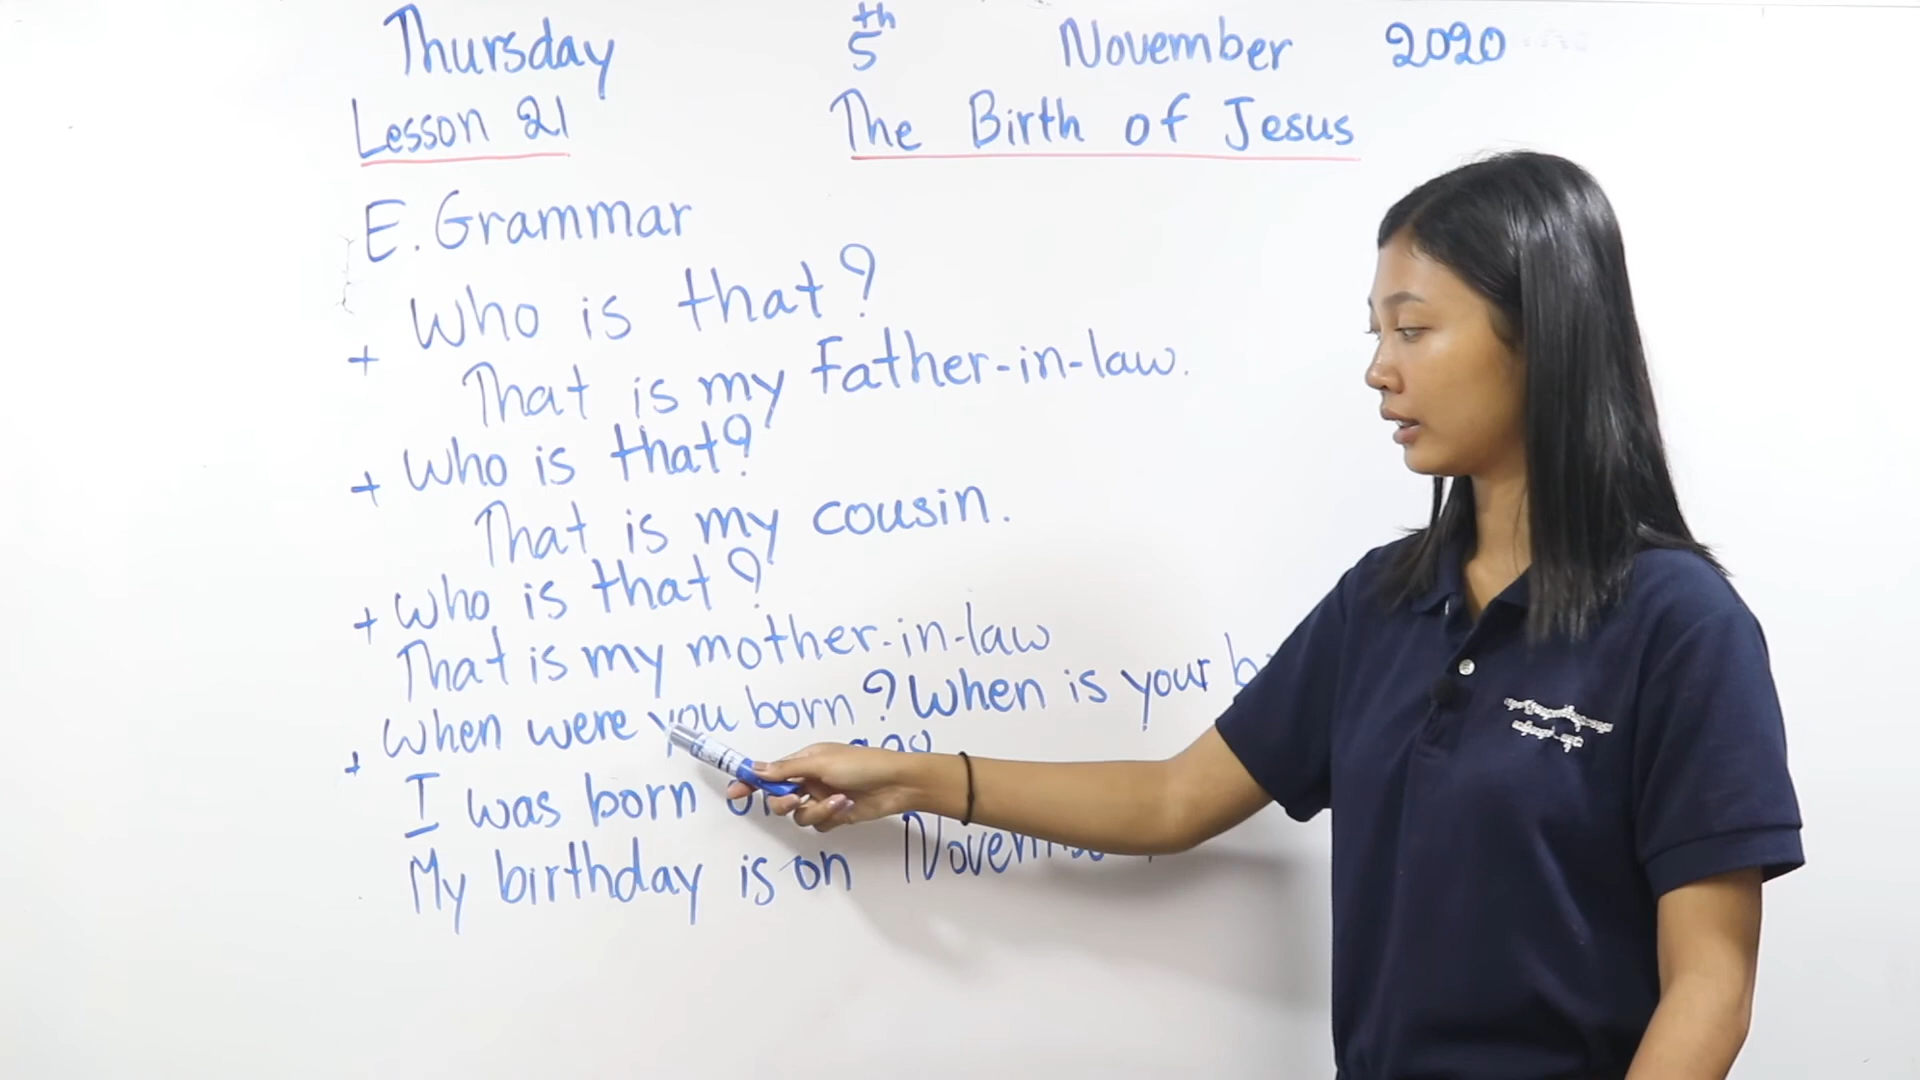 Thursday 5th November 2020
Lesson 21 The Birth of Jesus
E. Grammar
+ Who is that?
That is my Father-in-law.
+ Who is that?
That is my cousin.
+ Who is that?
That is my mother-in-law
+ When were you born? When is your
I was born
My birthday is on